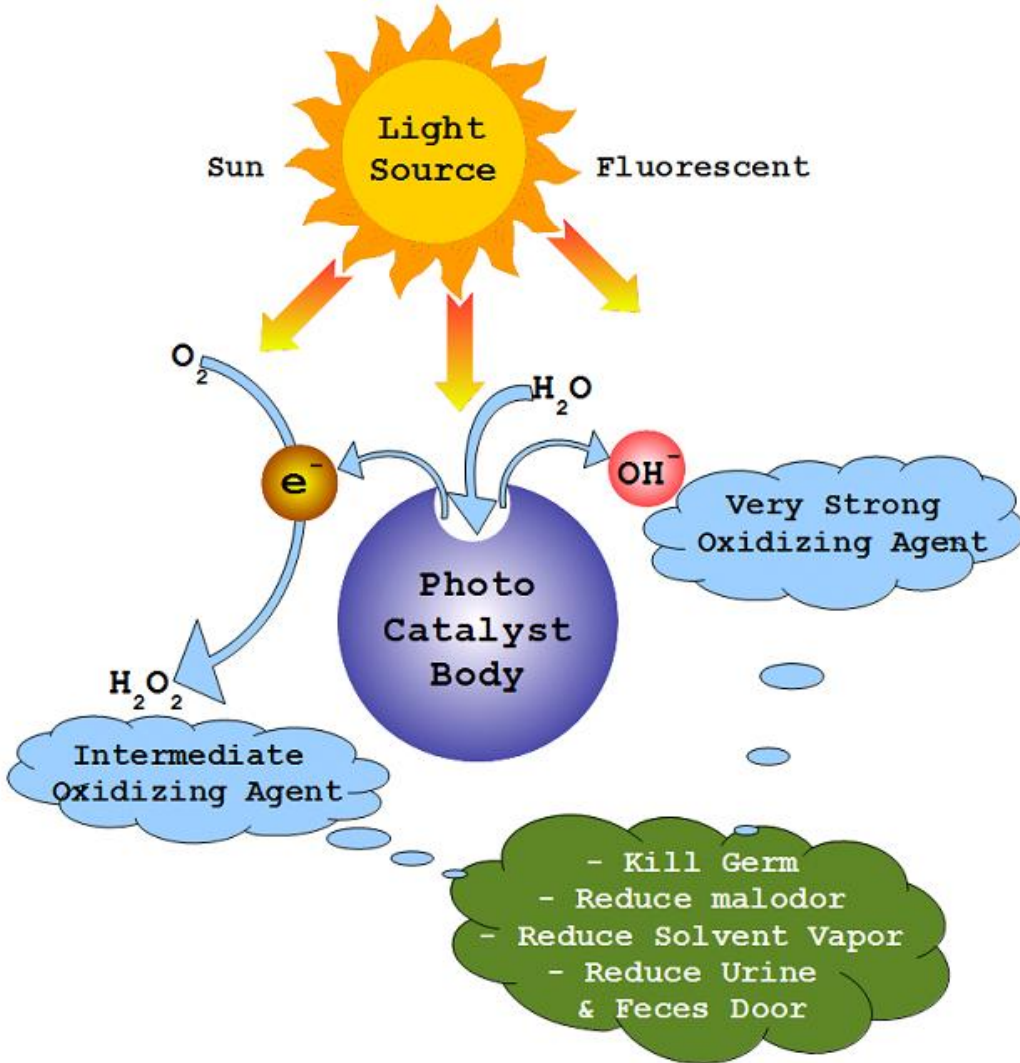 Light
Source
Sun
Fluorescent
O₂
H₂O
e⁻
OH⁻
Very Strong
Oxidizing Agent
Photo
Catalyst
Body
H₂O₂
Intermediate
Oxidizing Agent
- Kill Germ
- Reduce malodor
- Reduce Solvent Vapor
- Reduce Urine
& Feces Door